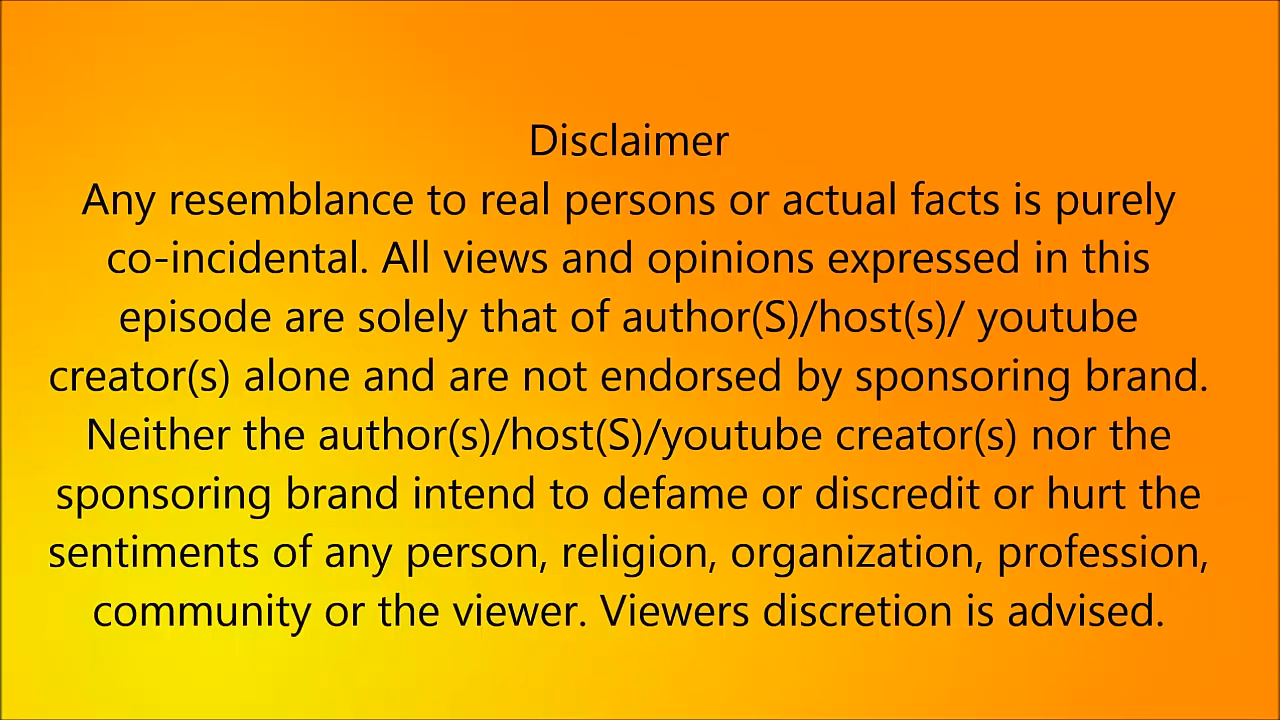 Disclaimer
Any resemblance to real persons or actual facts is purely
co-incidental. All views and opinions expressed in this
episode are solely that of author(S)/host(s)/ youtube
creator(s) alone and are not endorsed by sponsoring brand.
Neither the author(s)/host(S)/youtube creator(s) nor the
sponsoring brand intend to defame or discredit or hurt the
sentiments of any person, religion, organization, profession,
community or the viewer. Viewers discretion is advised.